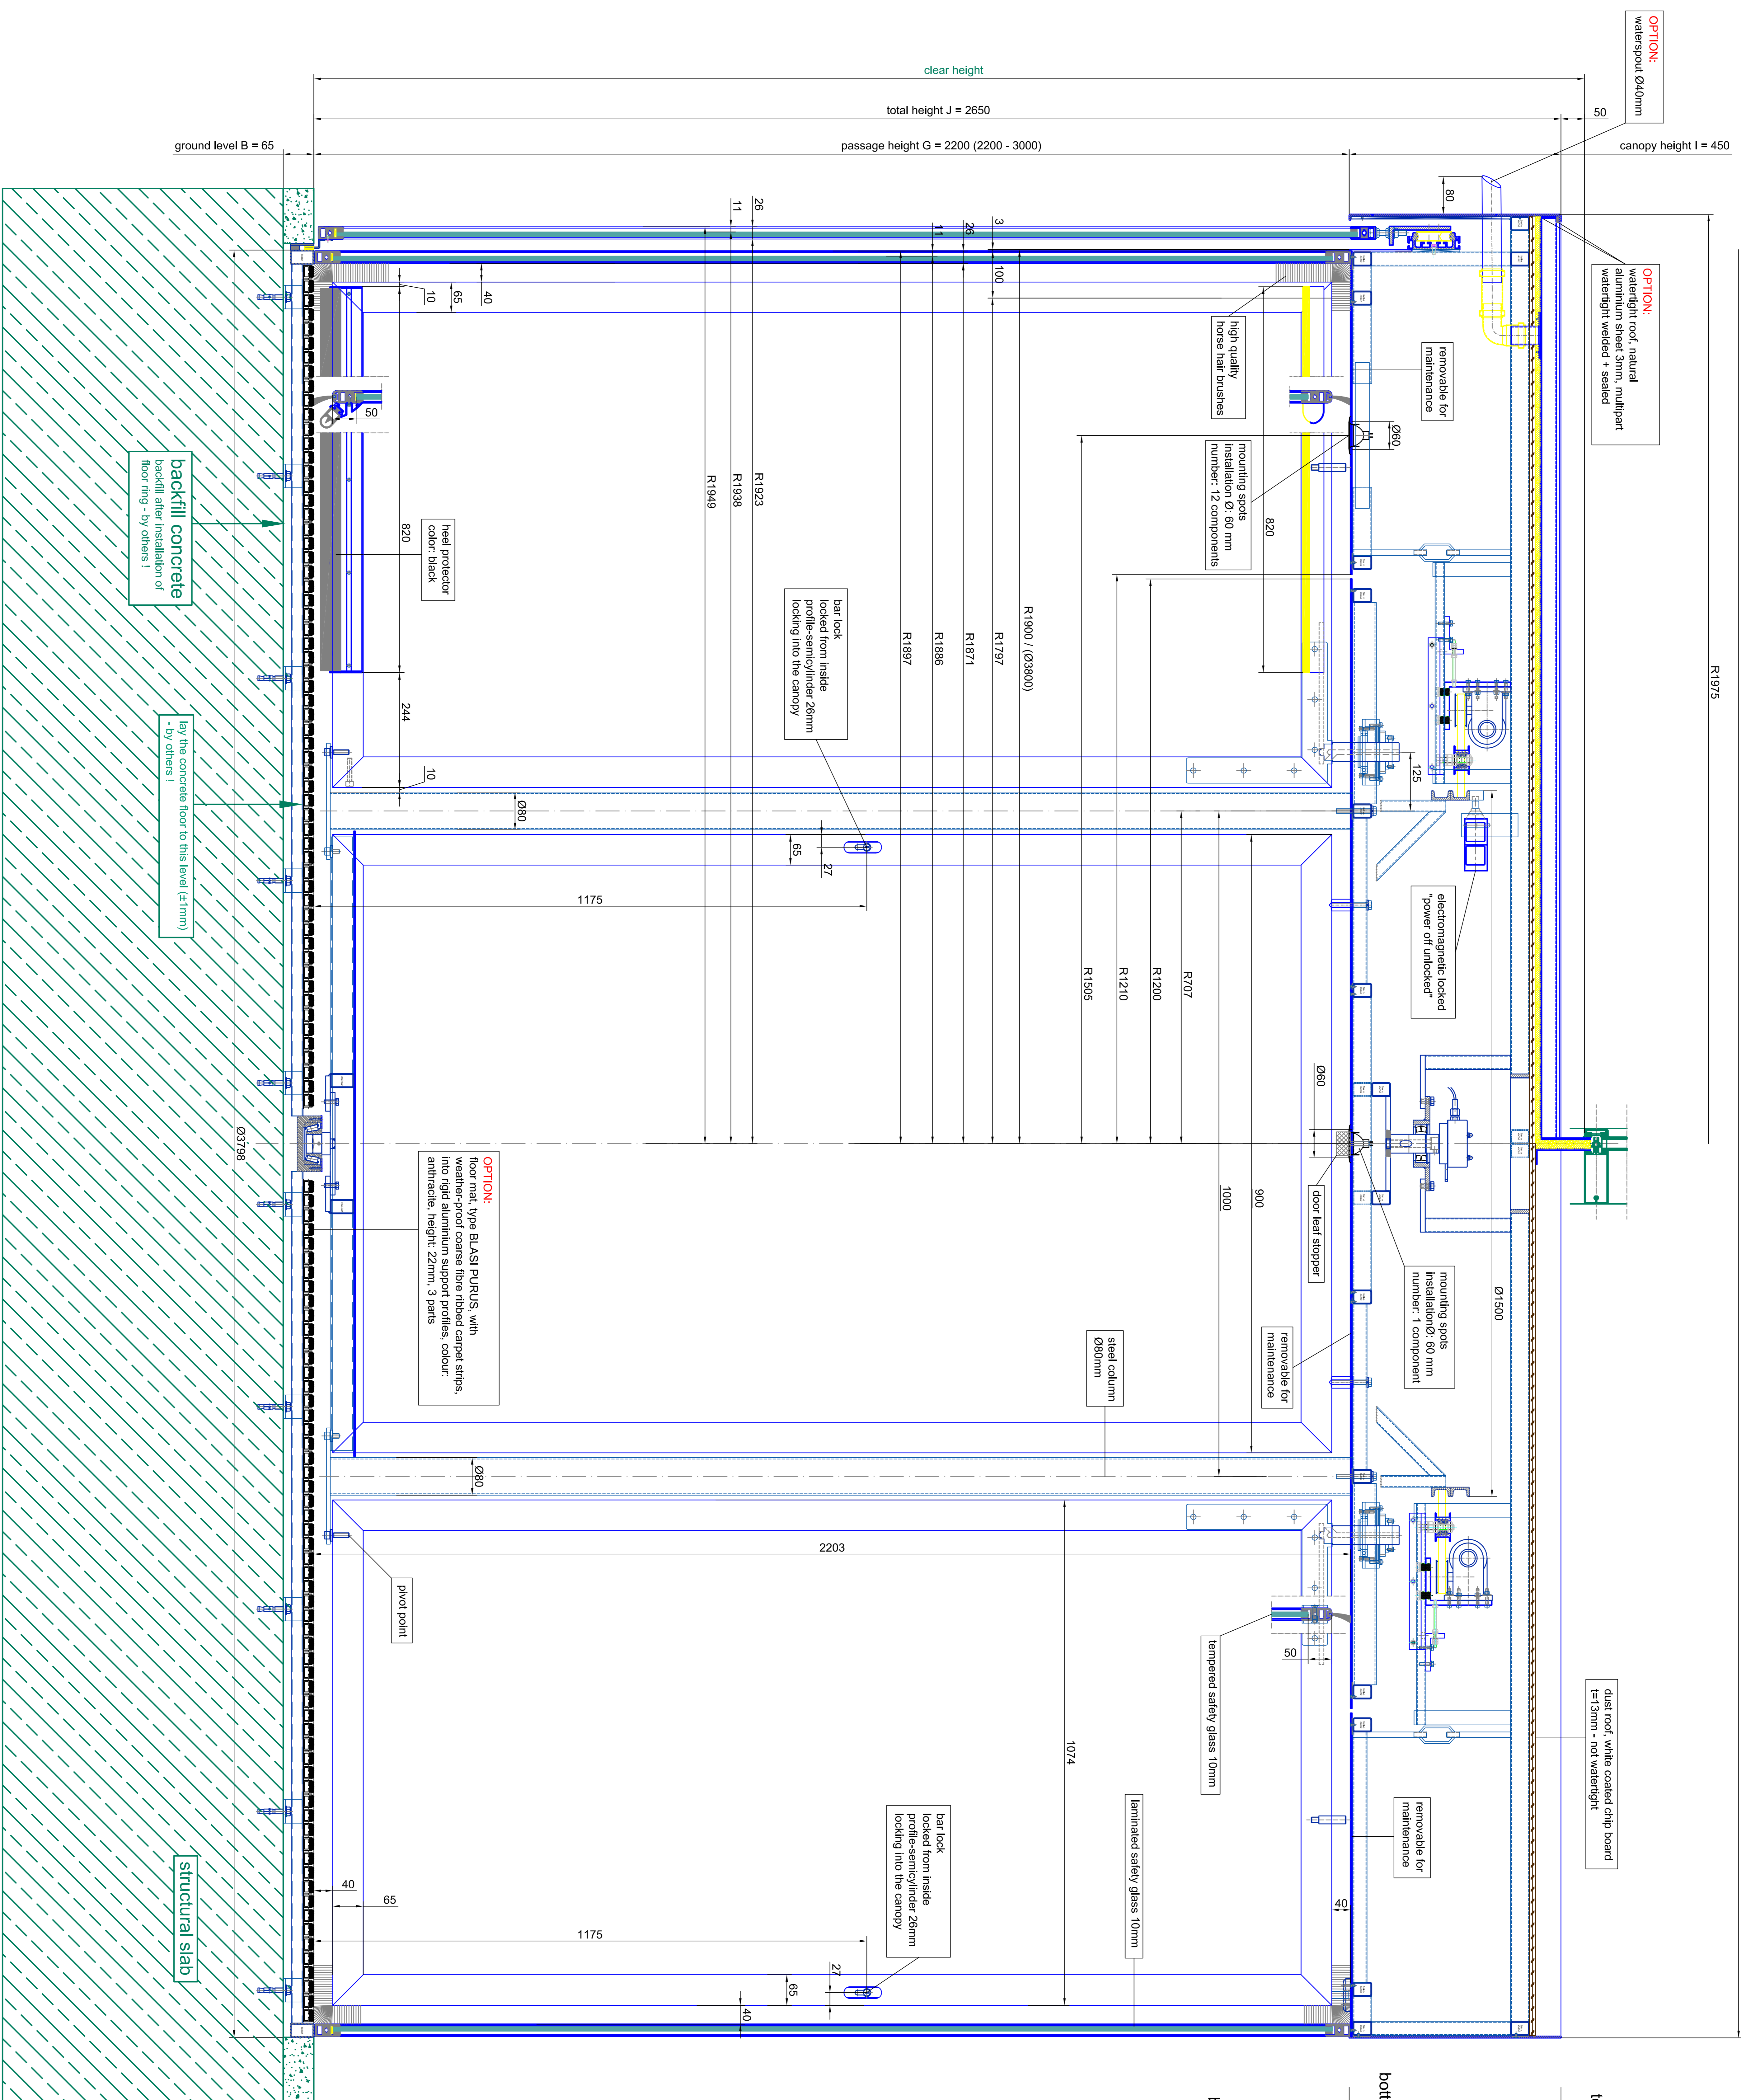 OPTION:
waterspout Ø40mm
clear height
total height J = 2650
50
ground level B = 65
passage height G = 2200 (2200 - 3000)
canopy height I = 450
80
R1975
OPTION:
watertight roof, natural
aluminium sheet 3mm, multipart
watertight welded + sealed
removable for
maintenance
high quality
horse hair brushes
Ø60
mounting spots
installation Ø: 60 mm
number: 12 components
11
26
3
11
26
100
10
65
40
50
820
820
244
10
heel protector
color: black
R1949
R1938
R1923
R1897
R1886
R1871
R1797
R1900 / (Ø3800)
R1505
R1210
R1200
R707
bar lock
locked from inside
profile-semicylinder 26mm
locking into the canopy
125
Ø80
65
27
1175
electromagnetic locked
"power off unlocked"
Ø60
door leaf stopper
mounting spots
installationØ: 60 mm
number: 1 component
Ø1500
900
1000
removable for
maintenance
steel column
Ø80mm
OPTION:
floor mat, type BLASI PURUS, with
weather-proof coarse fibre ribbed carpet strips,
into rigid aluminium support profiles, colour:
anthracite, height: 22mm, 3 parts
Ø3798
Ø80
2203
pivot point
50
tempered safety glass 10mm
1074
dust roof, white coated chip board
t=13mm - not watertight
removable for
maintenance
laminated safety glass 10mm
bar lock
locked from inside
profile-semicylinder 26mm
locking into the canopy
40
65
40
1175
27
65
40
backfill concrete
backfill after installation of
floor ring - by others !
lay the concrete floor to this level (±1mm)
- by others !
structural slab
bott